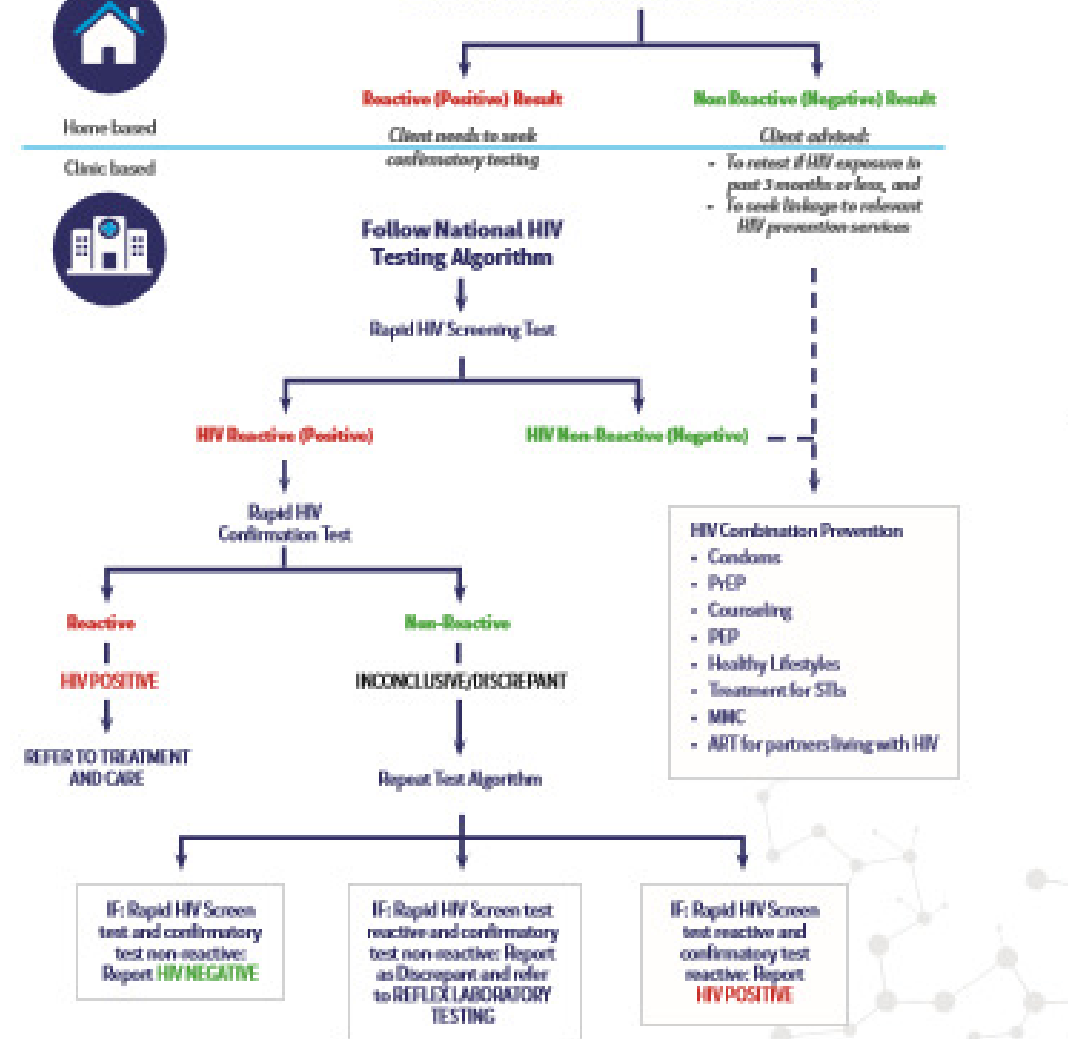 Home based
Clinic based
Reactive (Positive) Result
Client needs to seek
confirmatory testing
Non Reactive (Negative) Result
Client advised:
• To retest if HIV exposure in
past 3 months or less, and
• To seek linkage to relevant
HIV prevention services
Follow National HIV
Testing Algorithm
Rapid HIV Screening Test
HIV Reactive (Positive)
HIV Non-Reactive (Negative)
Rapid HIV
Confirmation Test
Reactive
Non-Reactive
HIV POSITIVE
INCONCLUSIVE/DISCREPANT
REFER TO TREATMENT
AND CARE
Repeat Test Algorithm
HIV Combination Prevention
• Condoms
• PrEP
• Counseling
• PEP
• Healthy Lifestyles
• Treatment for STIs
• MMC
• ART for partners living with HIV
IF: Rapid HIV Screen
test and confirmatory
test non-reactive:
Report HIV NEGATIVE
IF: Rapid HIV Screen test
reactive and confirmatory
test non-reactive: Report
as Discrepant and refer
to REFLEX LABORATORY
TESTING
IF: Rapid HIV Screen
test reactive and
confirmatory test
reactive: Report
HIV POSITIVE